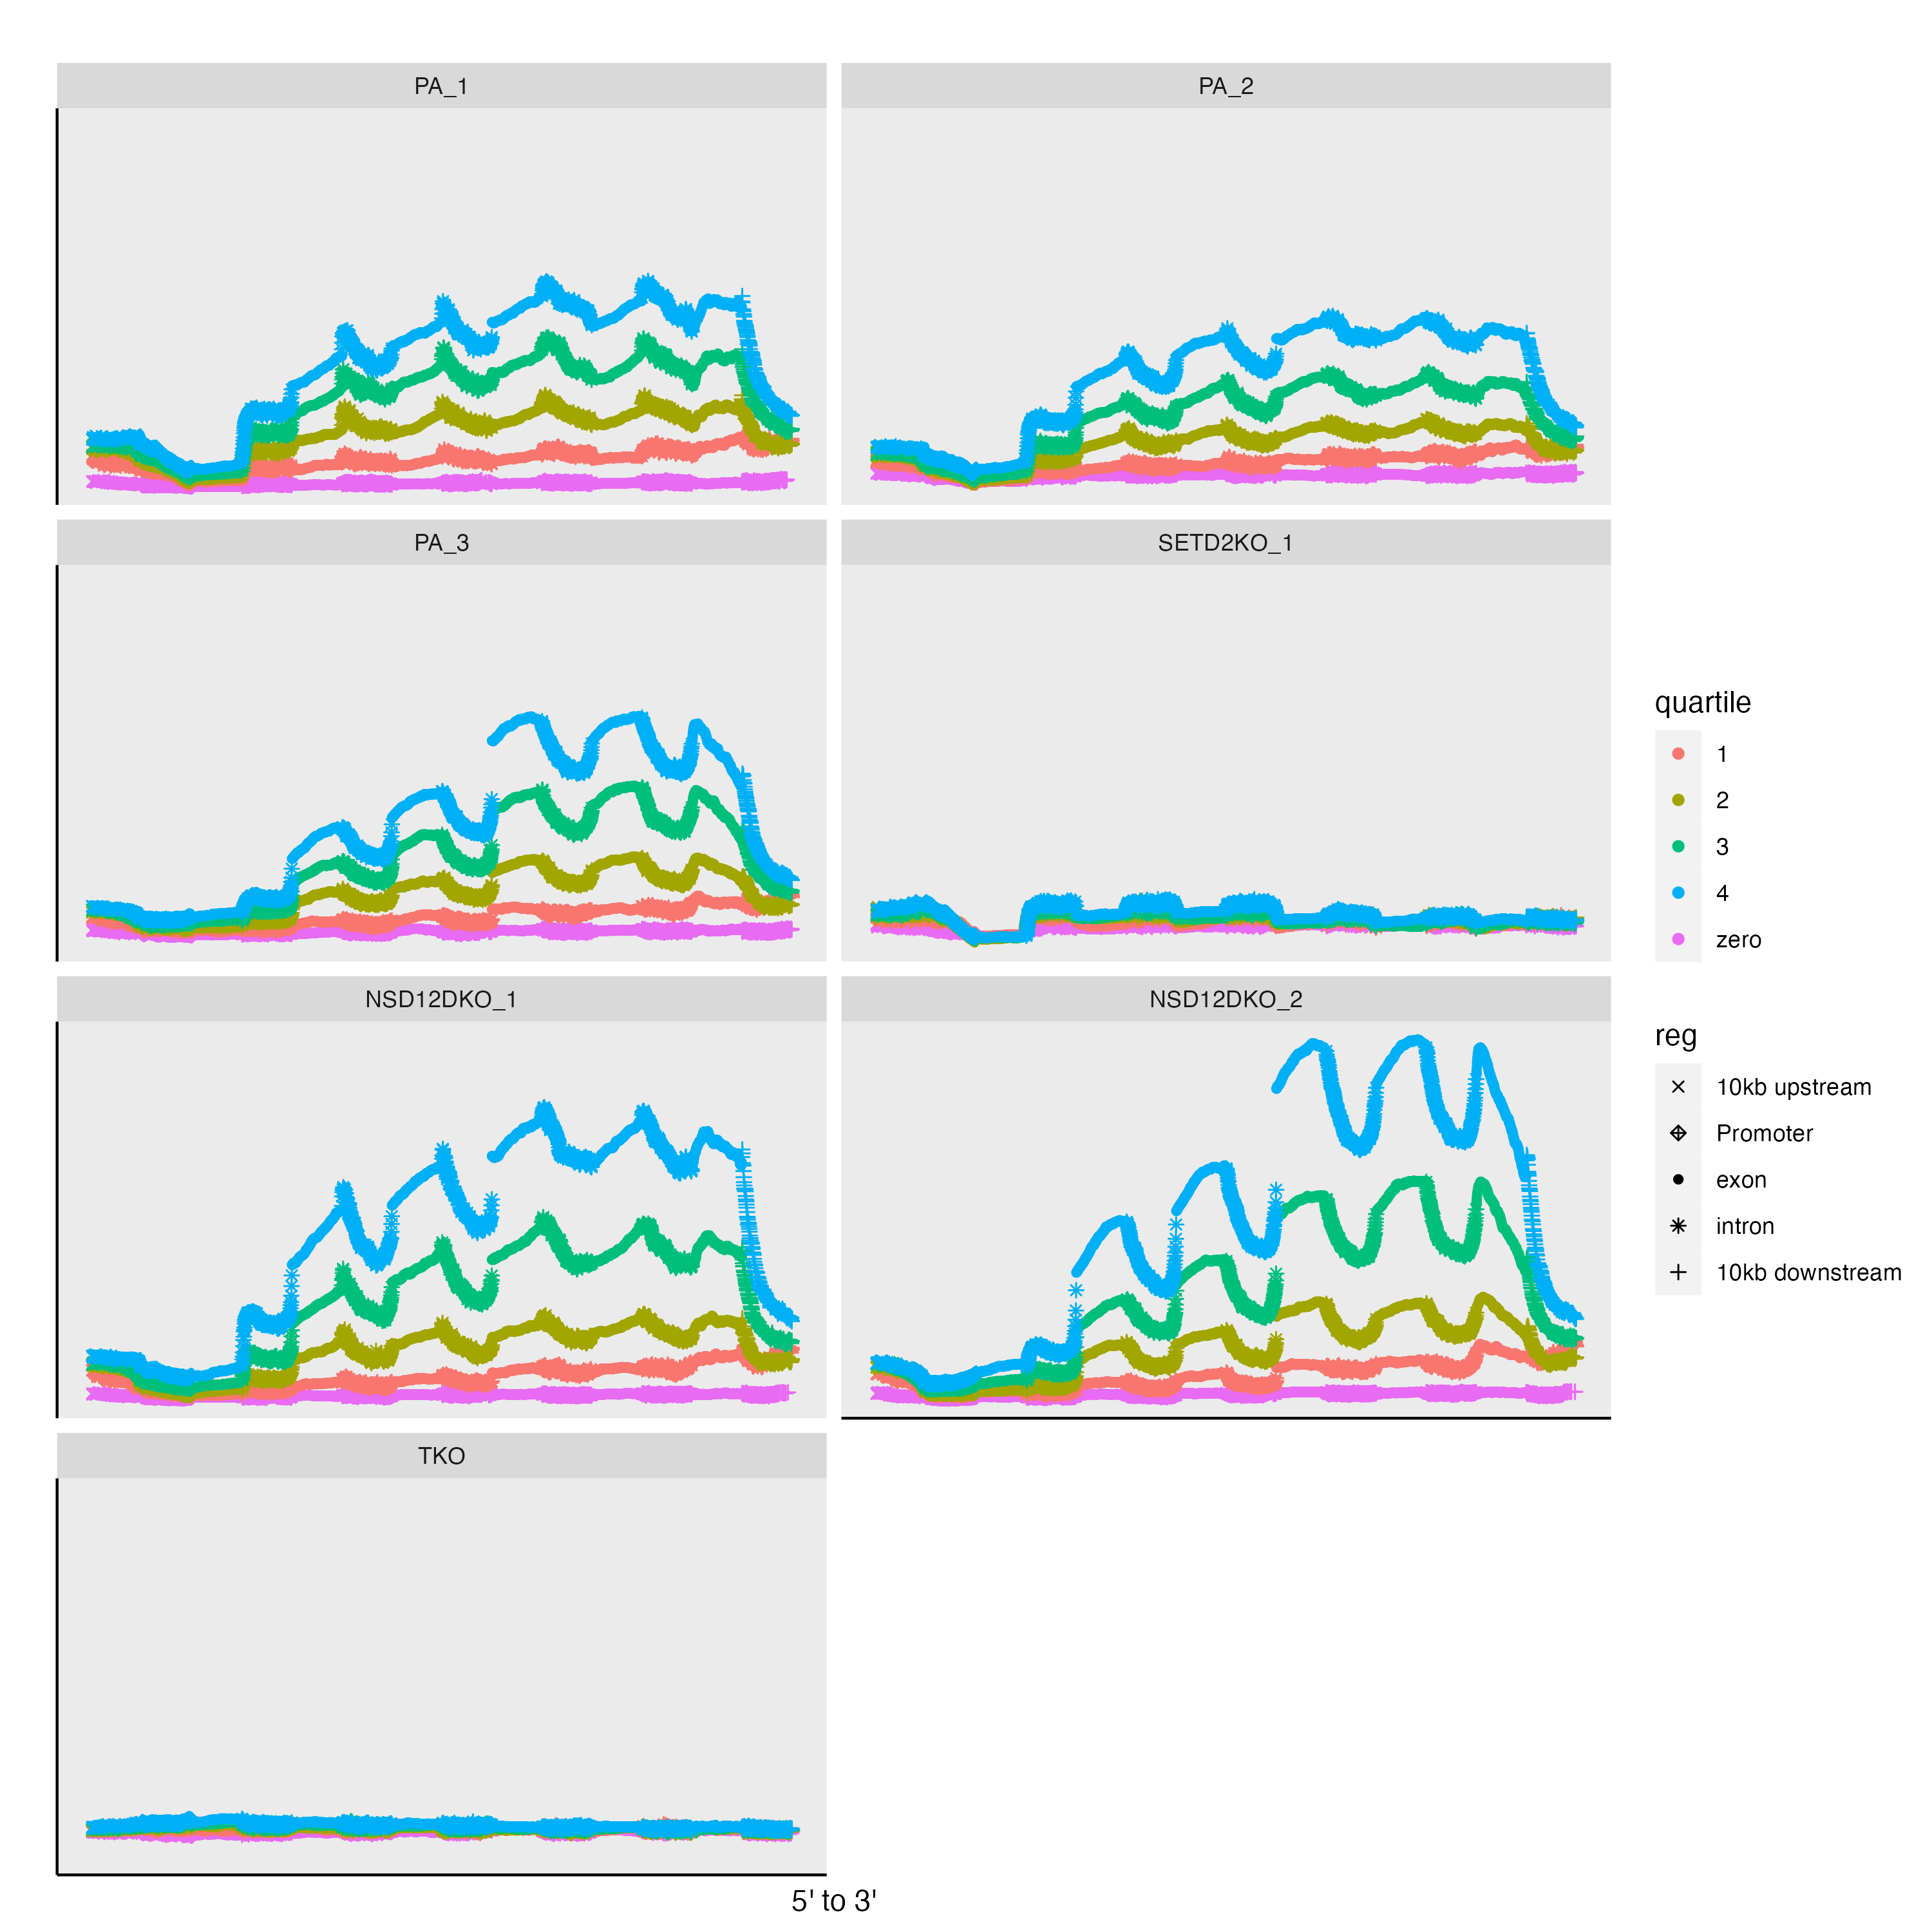 PA_1
PA_2
PA_3
SETD2KO_1
NSD12DKO_1
NSD12DKO_2
TKO
5' to 3'
quartile
1
2
3
4
zero
reg
10kb upstream
Promoter
exon
intron
10kb downstream